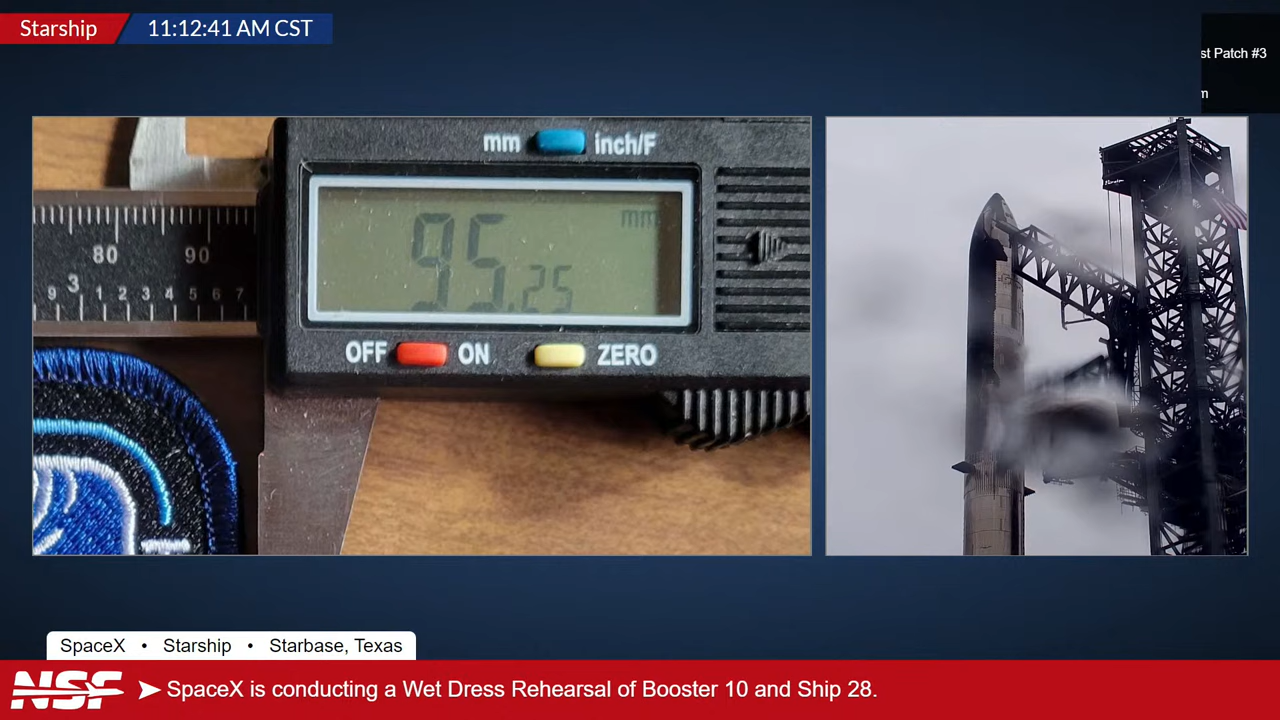 Starship
11:12:41 AM CST
st Patch #3
m
mm
inch/F
mm
95.25
80
90
9 3 1 2 3 4 5 6 7
OFF
ON
ZERO
SpaceX • Starship • Starbase, Texas
NSF
➤ SpaceX is conducting a Wet Dress Rehearsal of Booster 10 and Ship 28.